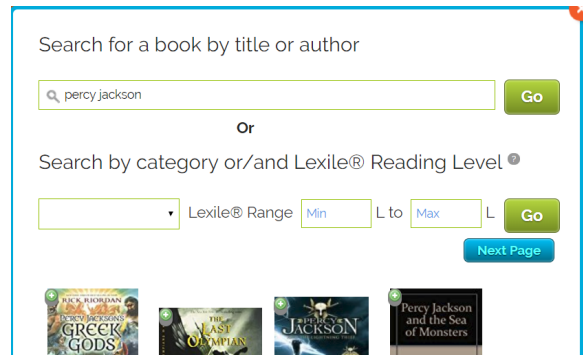 Search for a book by title or author
percy jackson
Go
Or
Search by category or/and Lexile® Reading Level ?
Lexile® Range Min L to Max L Go
Next Page
RICK RIORDAN
PERCY JACKSON'S
GREEK
GODS
THE
LAST
OLYMPIAN
PERCY
JACKSON
LIGHTNING THIEF
Percy Jackson
and the Sea
of Monsters